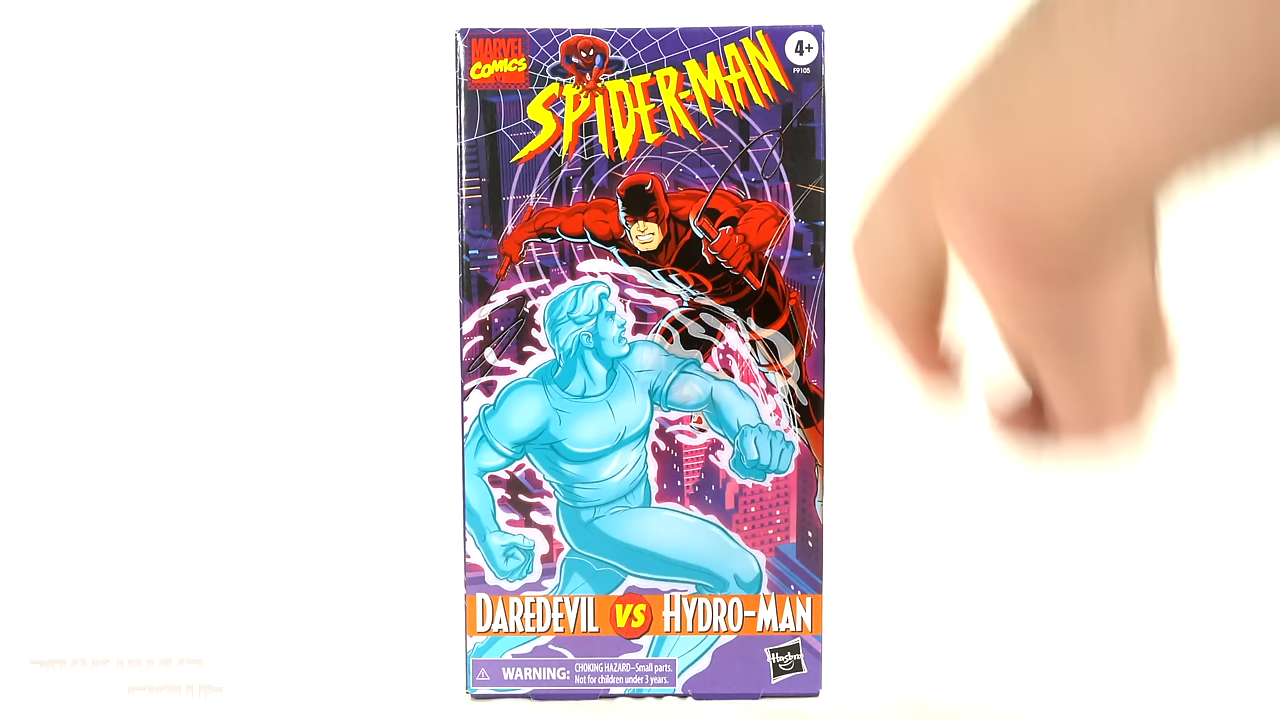 MARVEL
COMICS
SPIDER-MAN
4+
F9105
DAREDEVIL VS HYDRO-MAN
WARNING: CHOKING HAZARD–Small parts.
Not for children under 3 years.
Hasbro